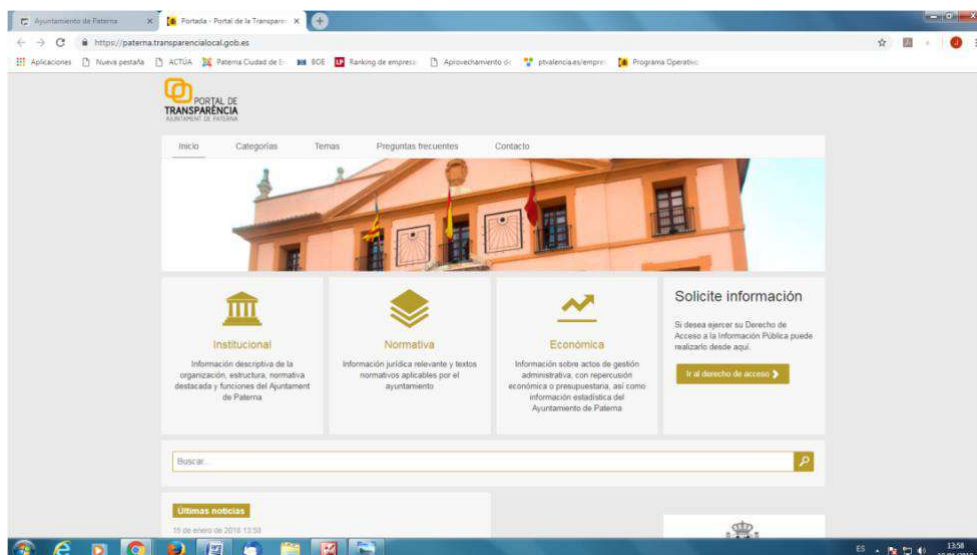 Ayuntamiento de Paterna
Portada - Portal de la Transparen
https://paterna.transparencialocal.gob.es
Aplicaciones Nueva pestaña ACTÚA Paterna Ciudad de E BOE Ranking de empresa Aprovechamiento de ptvalencia.es/empre Programa Operativo
PORTAL DE
TRANSPARÈNCIA
AJUNTAMENT DE PATERNA
Inicio Categorías Temas Preguntas frecuentes Contacto
Institucional
Información descriptiva de la
organización, estructura, normativa
destacada y funciones del Ajuntament
de Paterna
Normativa
Información jurídica relevante y textos
normativos aplicables por el
ayuntamiento
Económica
Información sobre actos de gestión
administrativa, con repercusión
económica o presupuestaria, así como
información estadística del
Ayuntamiento de Paterna
Solicite información
Si desea ejercer su Derecho de
Acceso a la Información Pública puede
realizarlo desde aquí.
Ir al derecho de acceso
Buscar...
Últimas noticias
15 de enero de 2018 13:58
ES
13:58